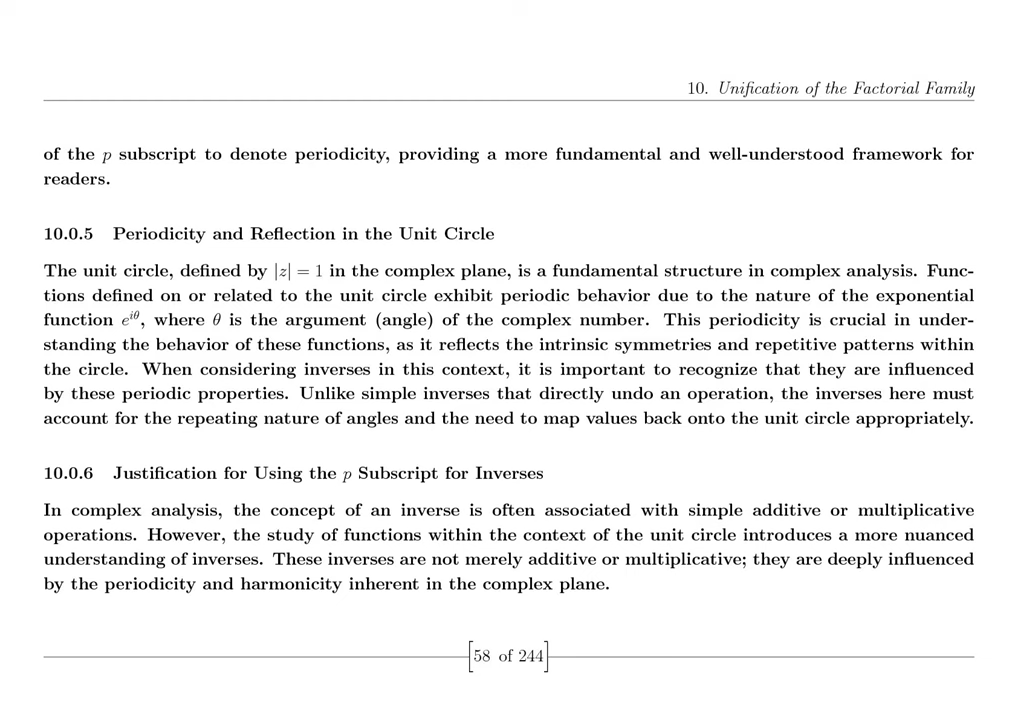 10. Unification of the Factorial Family
of the p subscript to denote periodicity, providing a more fundamental and well-understood framework for
readers.
10.0.5 Periodicity and Reflection in the Unit Circle
The unit circle, defined by |z| = 1 in the complex plane, is a fundamental structure in complex analysis. Func-
tions defined on or related to the unit circle exhibit periodic behavior due to the nature of the exponential
function e^{iθ}, where θ is the argument (angle) of the complex number. This periodicity is crucial in under-
standing the behavior of these functions, as it reflects the intrinsic symmetries and repetitive patterns within
the circle. When considering inverses in this context, it is important to recognize that they are influenced
by these periodic properties. Unlike simple inverses that directly undo an operation, the inverses here must
account for the repeating nature of angles and the need to map values back onto the unit circle appropriately.
10.0.6 Justification for Using the p Subscript for Inverses
In complex analysis, the concept of an inverse is often associated with simple additive or multiplicative
operations. However, the study of functions within the context of the unit circle introduces a more nuanced
understanding of inverses. These inverses are not merely additive or multiplicative; they are deeply influenced
by the periodicity and harmonicity inherent in the complex plane.
[58 of 244]